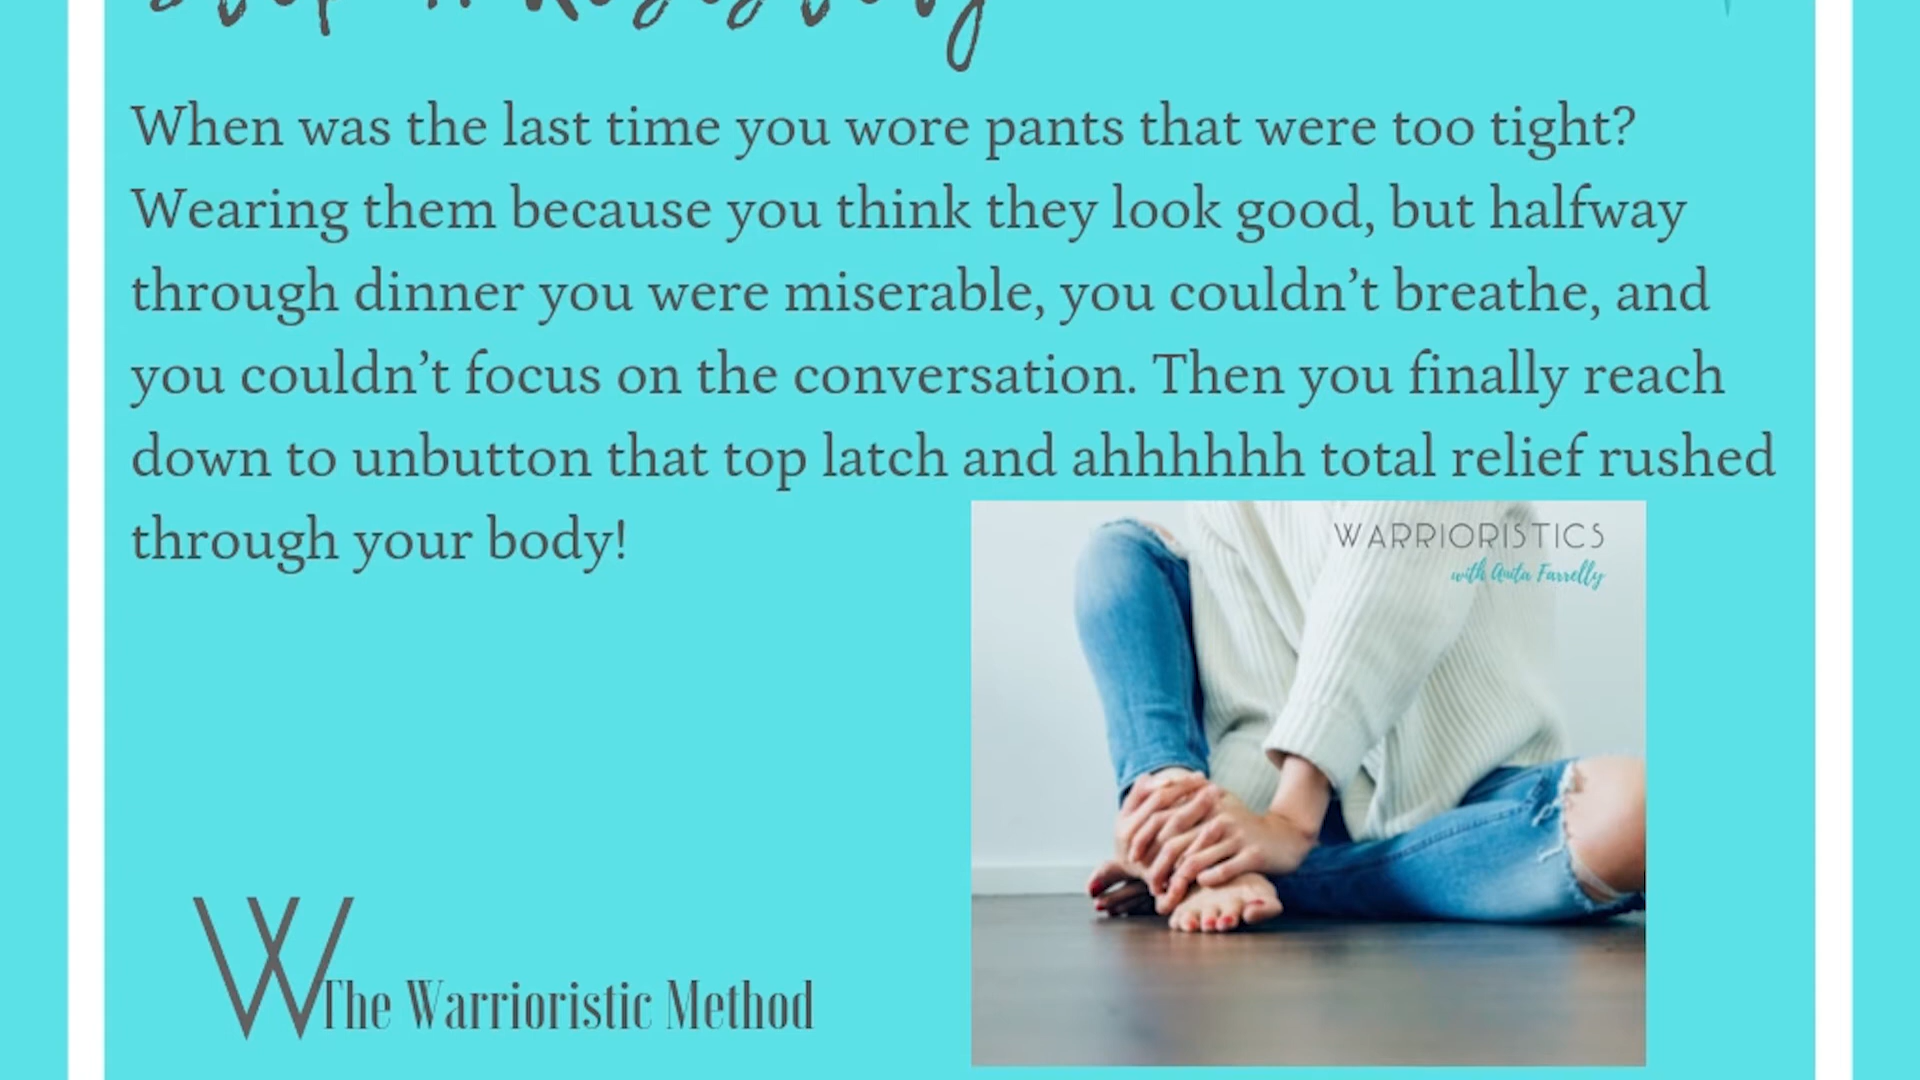 When was the last time you wore pants that were too tight?
Wearing them because you think they look good, but halfway
through dinner you were miserable, you couldn’t breathe, and
you couldn’t focus on the conversation. Then you finally reach
down to unbutton that top latch and ahhhhhh total relief rushed
through your body!
WARRIORISTICS
with Anita Farrelly
W
The Warrioristic Method